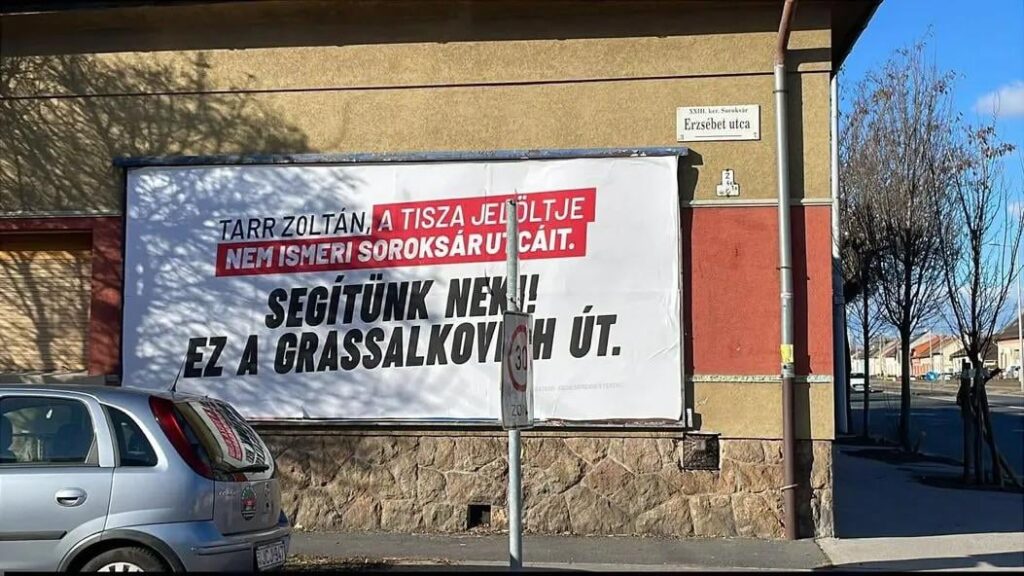 XXIII. ker. Soroksár
Erzsébet utca
2
TARR ZOLTÁN, A TISZA JELÖLTJE
NEM ISMERI SOROKSÁR UTCÁIT.
SEGÍTÜNK NEKI!
EZ A GRASSALKOVICH ÚT.
30